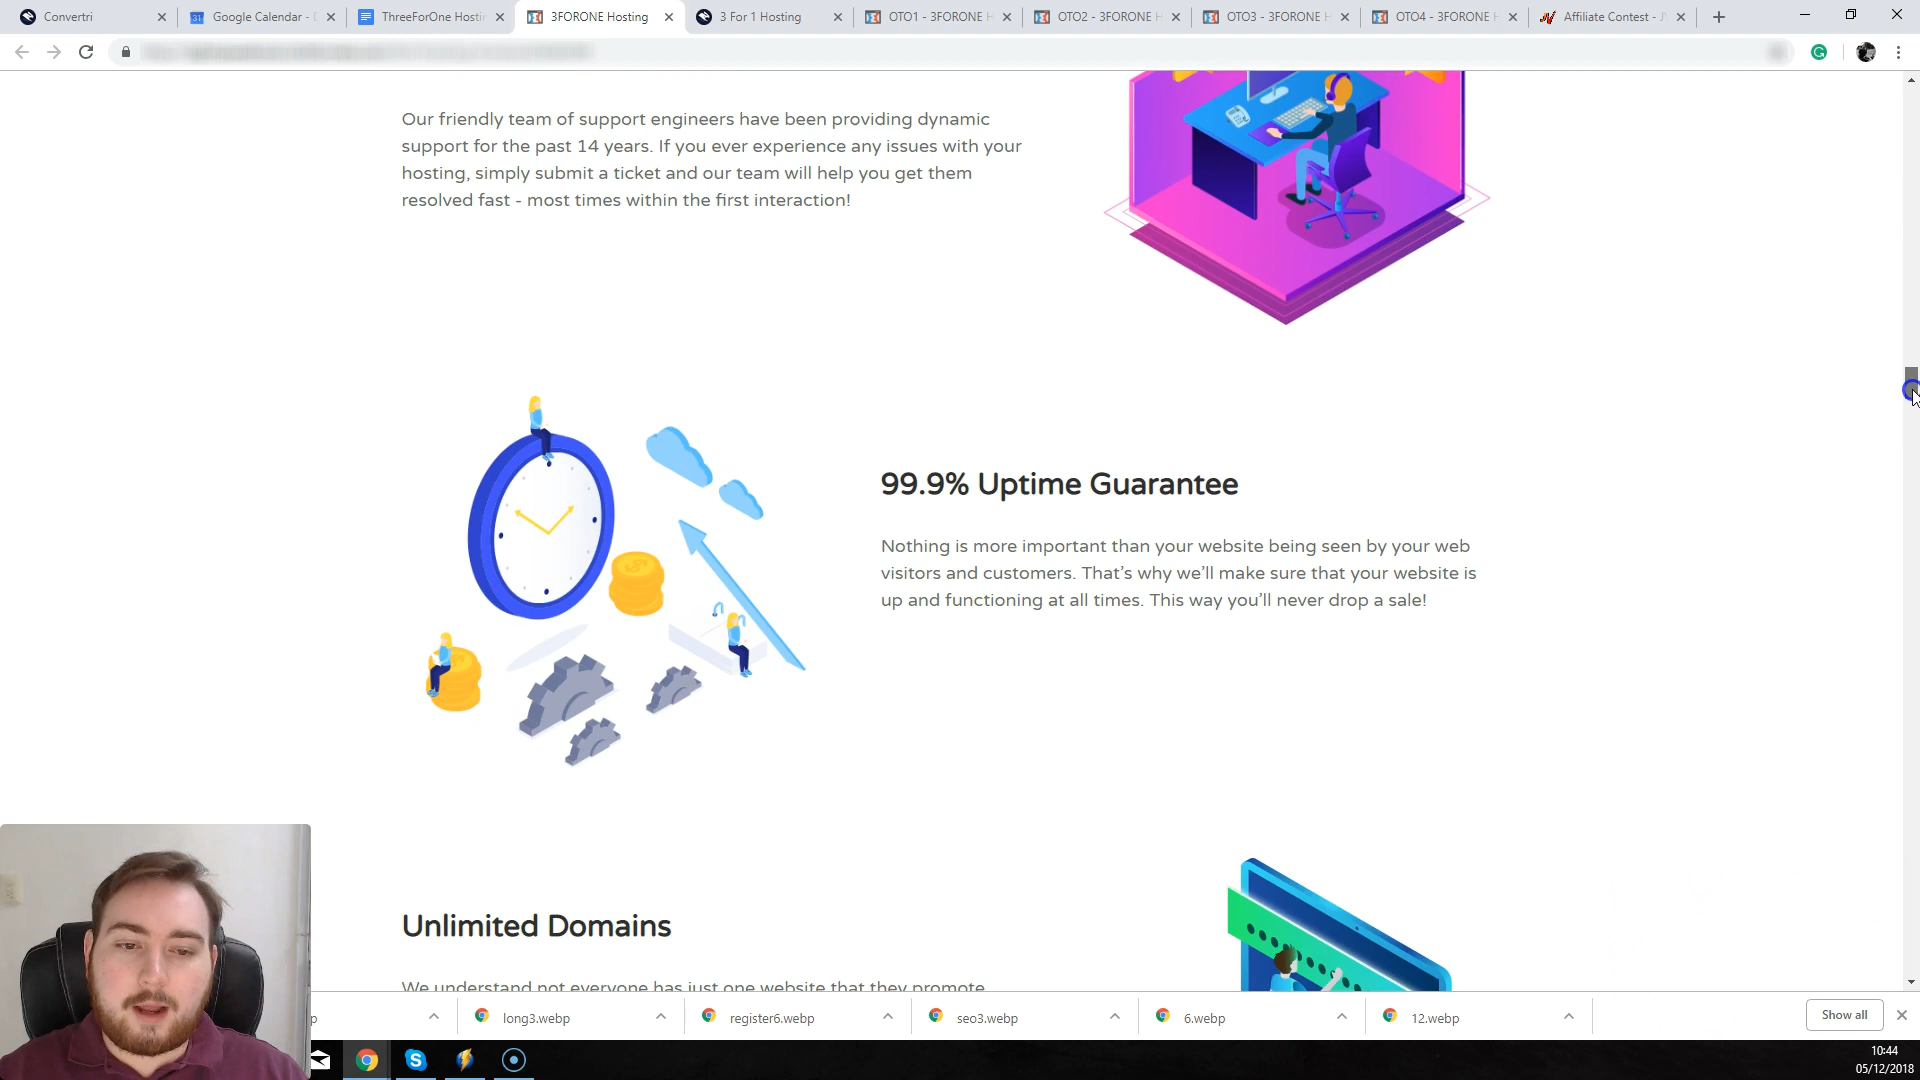 Convertri
Google Calendar - D
ThreeForOne Hostin
3FORONE Hosting
3 For 1 Hosting
OTO1 - 3FORONE H
OTO2 - 3FORONE H
OTO3 - 3FORONE H
OTO4 - 3FORONE H
Affiliate Contest - J
Our friendly team of support engineers have been providing dynamic
support for the past 14 years. If you ever experience any issues with your
hosting, simply submit a ticket and our team will help you get them
resolved fast - most times within the first interaction!
99.9% Uptime Guarantee
Nothing is more important than your website being seen by your web
visitors and customers. That’s why we’ll make sure that your website is
up and functioning at all times. This way you’ll never drop a sale!
Unlimited Domains
We understand not everyone has just one website that they promote
p
long3.webp
register6.webp
seo3.webp
6.webp
12.webp
Show all
10:44
05/12/2018